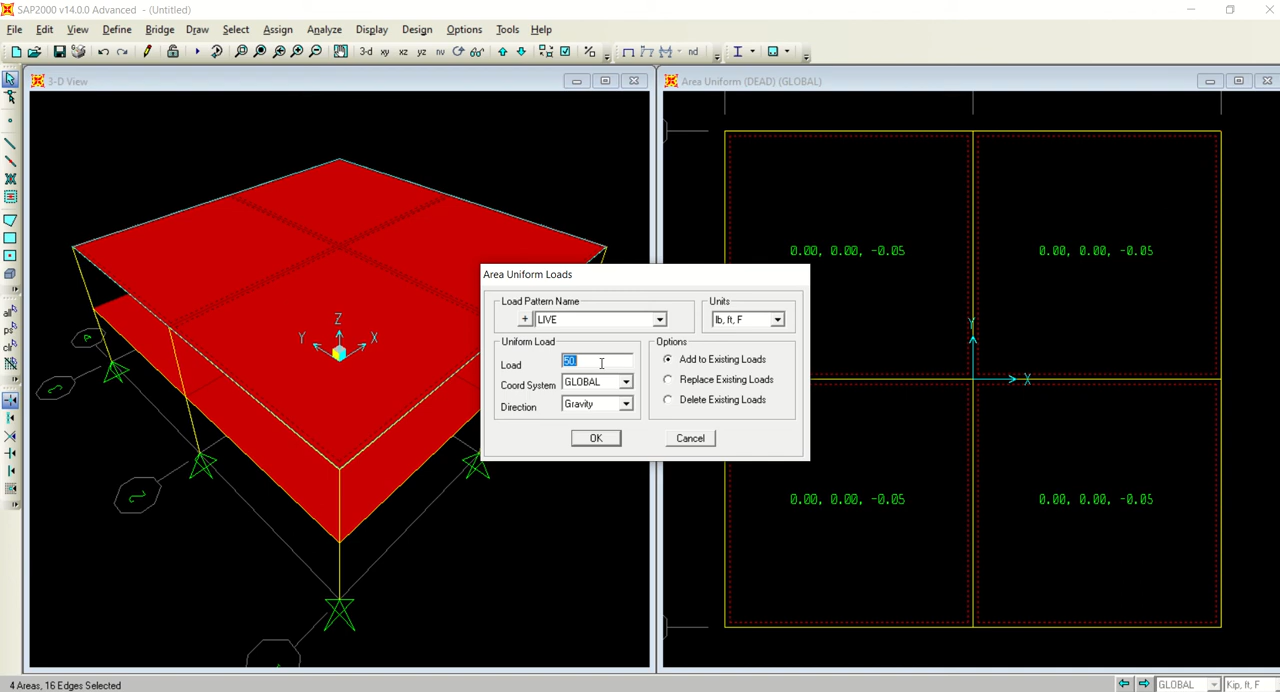 SAP2000 v14.0.0 Advanced - (Untitled)
File Edit View Define Bridge Draw Select Assign Analyze Display Design Options Tools Help
3-d xy xz yz nv nd
3-D View
Area Uniform (DEAD) (GLOBAL)
all
ps
clr
Z
Y
X
0.00, 0.00, -0.05
0.00, 0.00, -0.05
Y
X
0.00, 0.00, -0.05
0.00, 0.00, -0.05
Area Uniform Loads
Load Pattern Name
+ LIVE
Units
lb, ft, F
Uniform Load
Load 50.
Coord System GLOBAL
Direction Gravity
Options
Add to Existing Loads
Replace Existing Loads
Delete Existing Loads
OK
Cancel
4 Areas, 16 Edges Selected
GLOBAL
Kip, ft, F